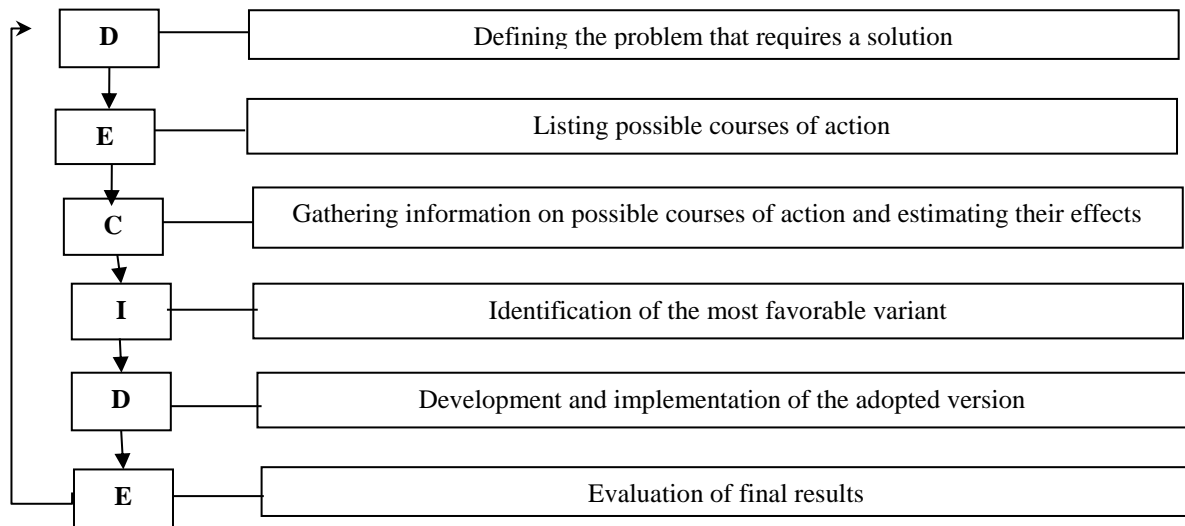 D
Defining the problem that requires a solution
E
Listing possible courses of action
C
Gathering information on possible courses of action and estimating their effects
I
Identification of the most favorable variant
D
Development and implementation of the adopted version
E
Evaluation of final results